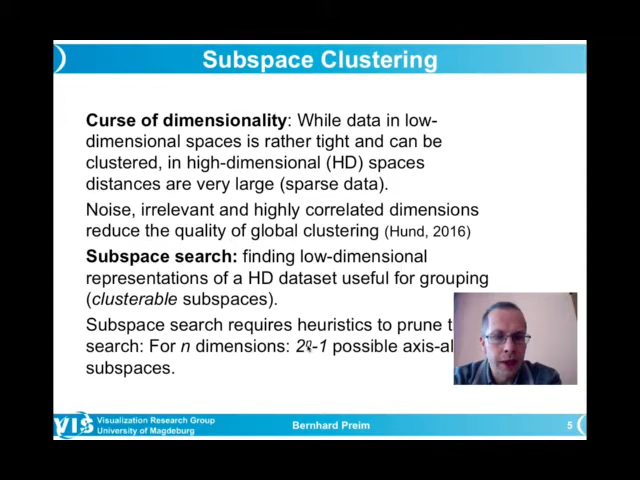 Subspace Clustering
Curse of dimensionality: While data in low-
dimensional spaces is rather tight and can be
clustered, in high-dimensional (HD) spaces
distances are very large (sparse data).
Noise, irrelevant and highly correlated dimensions
reduce the quality of global clustering (Hund, 2016)
Subspace search: finding low-dimensional
representations of a HD dataset useful for grouping
(clusterable subspaces).
Subspace search requires heuristics to prune t
search: For n dimensions: 2ⁿ-1 possible axis-al
subspaces.
VIS Visualization Research Group
University of Magdeburg
Bernhard Preim
5